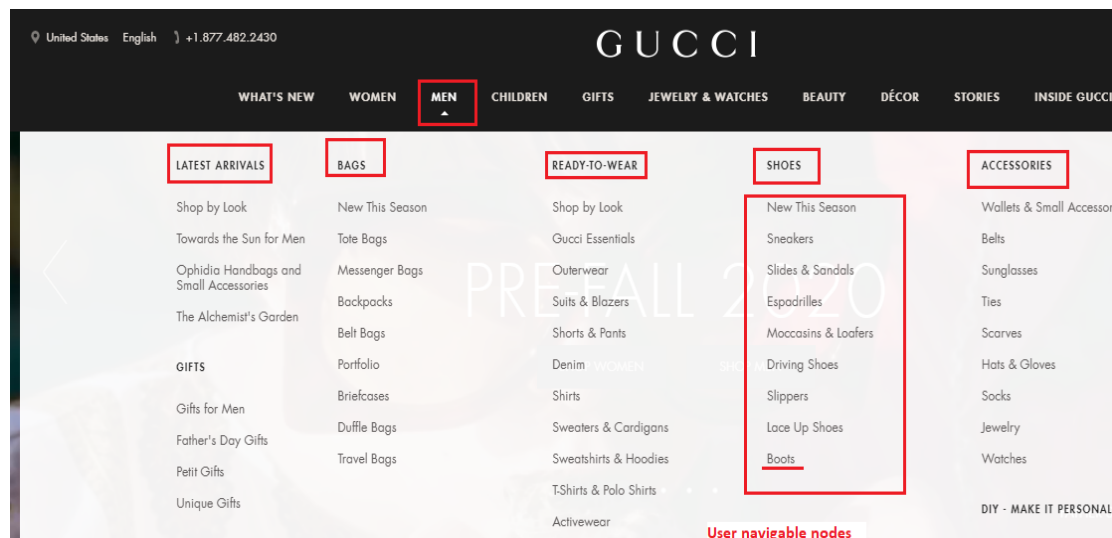 United States English +1.877.482.2430
GUCCI
WHAT'S NEW WOMEN MEN CHILDREN GIFTS JEWELRY & WATCHES BEAUTY DÉCOR STORIES INSIDE GUCCI
LATEST ARRIVALS
Shop by Look
Towards the Sun for Men
Ophidia Handbags and
Small Accessories
The Alchemist's Garden
GIFTS
Gifts for Men
Father's Day Gifts
Petit Gifts
Unique Gifts
BAGS
New This Season
Tote Bags
Messenger Bags
Backpacks
Belt Bags
Portfolio
Briefcases
Duffle Bags
Travel Bags
READY-TO-WEAR
Shop by Look
Gucci Essentials
Outerwear
Suits & Blazers
Shorts & Pants
Denim
Shirts
Sweaters & Cardigans
Sweatshirts & Hoodies
T-Shirts & Polo Shirts
Activewear
SHOES
New This Season
Sneakers
Slides & Sandals
Espadrilles
Moccasins & Loafers
Driving Shoes
Slippers
Lace Up Shoes
Boots
ACCESSORIES
Wallets & Small Accessor
Belts
Sunglasses
Ties
Scarves
Hats & Gloves
Socks
Jewelry
Watches
DIY - MAKE IT PERSONAL
PRE-FALL 2020
WOMEN
User navigable nodes